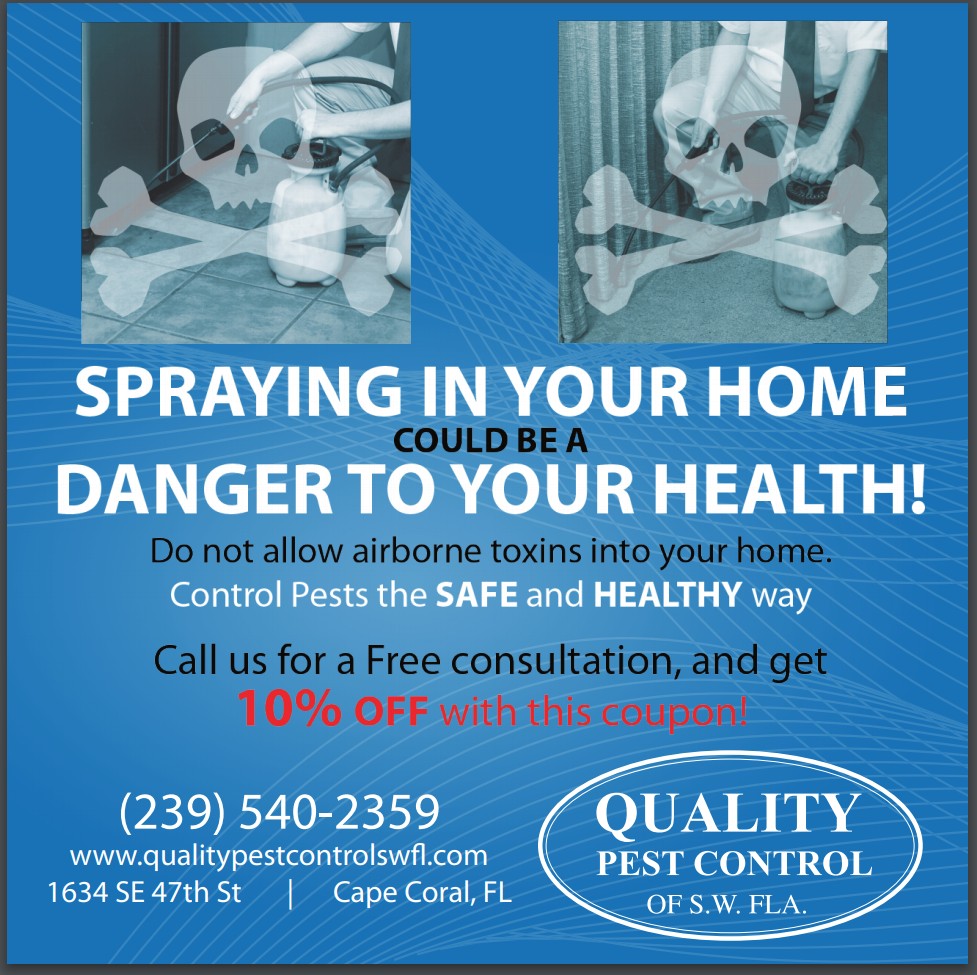 SPRAYING IN YOUR HOME
COULD BE A
DANGER TO YOUR HEALTH!
Do not allow airborne toxins into your home.
Control Pests the SAFE and HEALTHY way
Call us for a Free consultation, and get
10% OFF with this coupon!
(239) 540-2359
www.qualitypestcontrolswfl.com
1634 SE 47th St | Cape Coral, FL
QUALITY
PEST CONTROL
OF S.W. FLA.